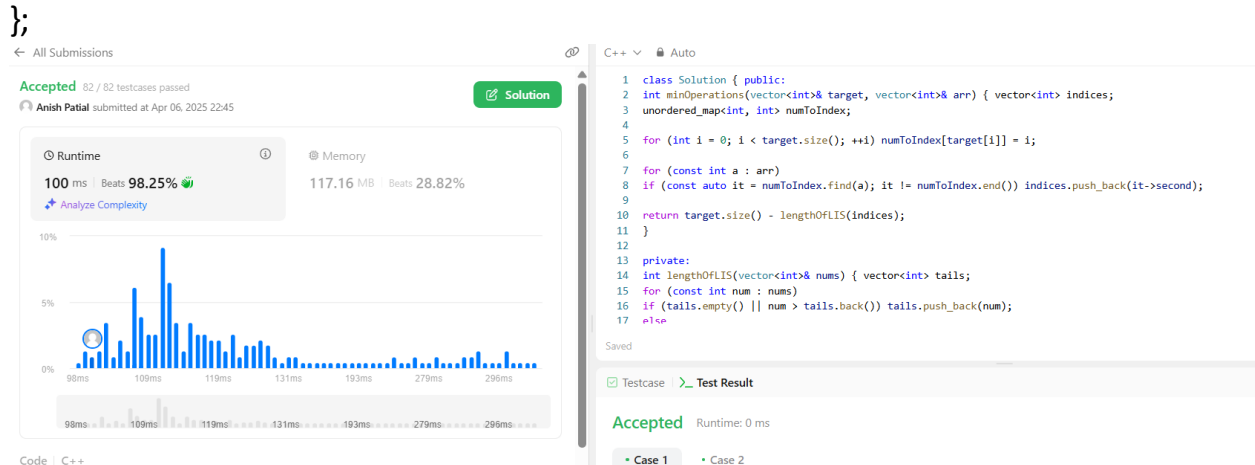 };
All Submissions
Accepted 82 / 82 testcases passed
Anish Patial submitted at Apr 06, 2025 22:45
Solution
Runtime
100 ms | Beats 98.25%
Analyze Complexity
Memory
117.16 MB | Beats 28.82%
10%
5%
0%
98ms 109ms 119ms 131ms 193ms 279ms 296ms
98ms 109ms 119ms 131ms 193ms 279ms 296ms
Code | C++
C++ Auto
1 class Solution { public:
2 int minOperations(vector<int>& target, vector<int>& arr) { vector<int> indices;
3 unordered_map<int, int> numToIndex;
4
5 for (int i = 0; i < target.size(); ++i) numToIndex[target[i]] = i;
6
7 for (const int a : arr)
8 if (const auto it = numToIndex.find(a); it != numToIndex.end()) indices.push_back(it->second);
9
10 return target.size() - lengthOfLIS(indices);
11 }
12
13 private:
14 int lengthOfLIS(vector<int>& nums) { vector<int> tails;
15 for (const int num : nums)
16 if (tails.empty() || num > tails.back()) tails.push_back(num);
17 else
Saved
Testcase | >_ Test Result
Accepted Runtime: 0 ms
• Case 1 • Case 2